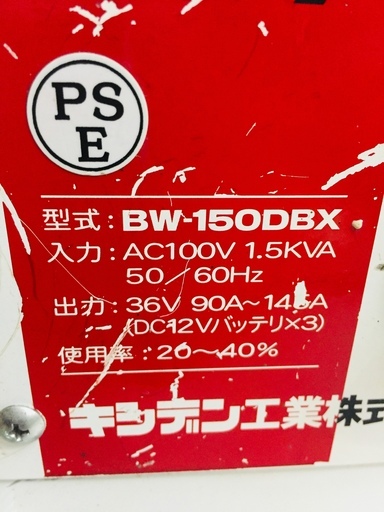 PS
E
型式:BW-150DBX
入力:AC100V 1.5KVA
50/60Hz
出力:36V 90A〜145A
(DC12Vバッテリ×3)
使用率:20〜40%
キシデン工業株式